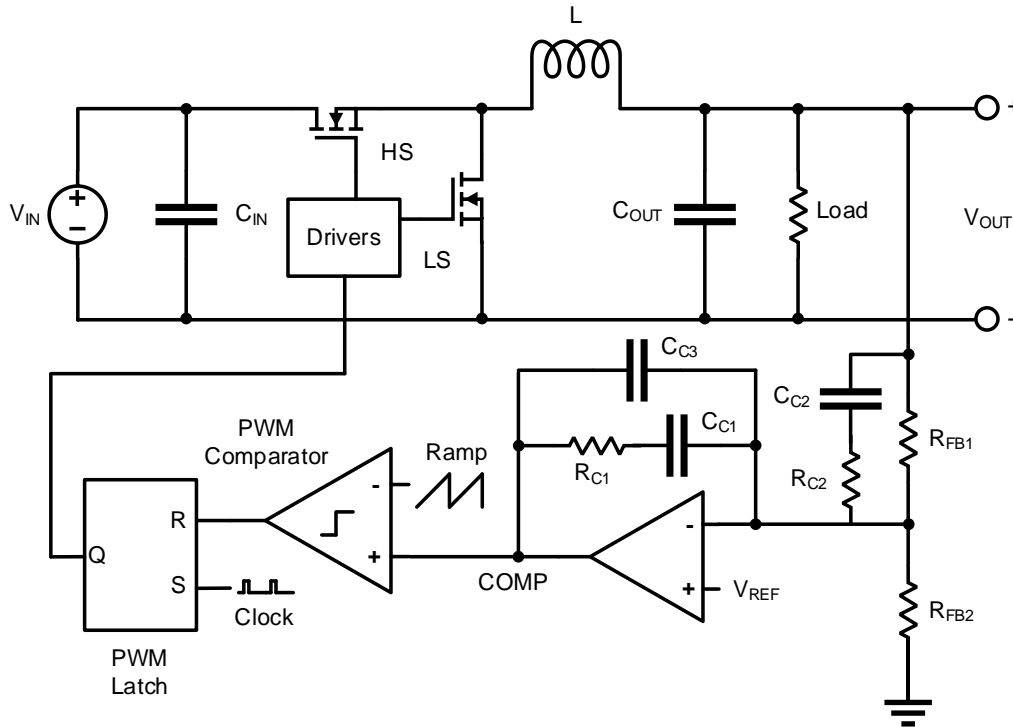 L
+
HS
V_IN
+
−
C_IN
Drivers
LS
C_OUT
Load
V_OUT
-
C_C3
C_C2
C_C1
R_FB1
PWM
Comparator
Ramp
R_C1
R_C2
-
R
-
Q
+
COMP
+
V_REF
S
Clock
R_FB2
PWM
Latch